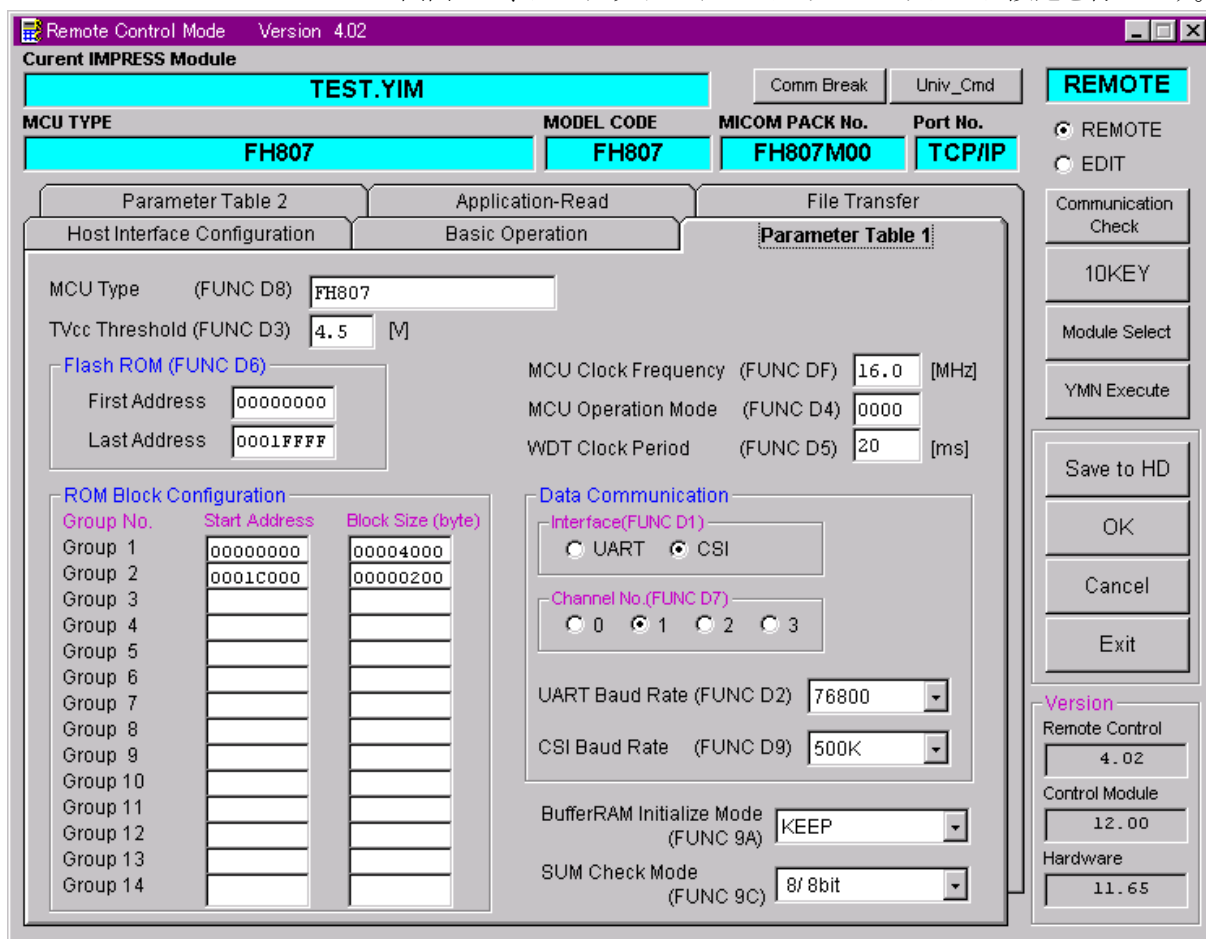 Remote Control Mode Version 4.02
Curent IMPRESS Module
TEST.YIM
Comm Break
Univ_Cmd
REMOTE
MCU TYPE
MODEL CODE
MICOM PACK No.
Port No.
FH807
FH807
FH807M00
TCP/IP
REMOTE
EDIT
Parameter Table 2
Application-Read
File Transfer
Host Interface Configuration
Basic Operation
Parameter Table 1
Communication
Check
10KEY
Module Select
YMN Execute
Save to HD
OK
Cancel
Exit
MCU Type (FUNC D8) FH807
TVcc Threshold (FUNC D3) 4.5 [V]
Flash ROM (FUNC D6)
First Address 00000000
Last Address 0001FFFF
MCU Clock Frequency (FUNC DF) 16.0 [MHz]
MCU Operation Mode (FUNC D4) 0000
WDT Clock Period (FUNC D5) 20 [ms]
ROM Block Configuration
Group No. Start Address Block Size (byte)
Group 1 00000000 00004000
Group 2 0001C000 00000200
Group 3
Group 4
Group 5
Group 6
Group 7
Group 8
Group 9
Group 10
Group 11
Group 12
Group 13
Group 14
Data Communication
Interface(FUNC D1)
UART CSI
Channel No.(FUNC D7)
0 1 2 3
UART Baud Rate (FUNC D2) 76800
CSI Baud Rate (FUNC D9) 500K
BufferRAM Initialize Mode
(FUNC 9A) KEEP
SUM Check Mode
(FUNC 9C) 8/ 8bit
Version
Remote Control
4.02
Control Module
12.00
Hardware
11.65